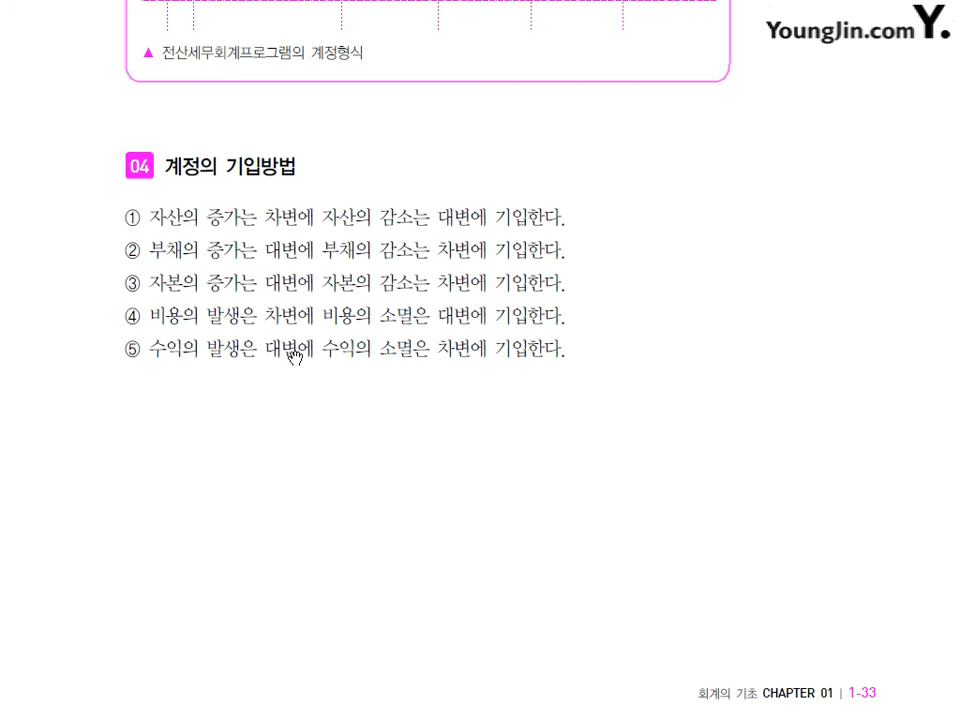 YoungJin.com Y.
▲ 전산세무회계프로그램의 계정형식
04 계정의 기입방법
① 자산의 증가는 차변에 자산의 감소는 대변에 기입한다.
② 부채의 증가는 대변에 부채의 감소는 차변에 기입한다.
③ 자본의 증가는 대변에 자본의 감소는 차변에 기입한다.
④ 비용의 발생은 차변에 비용의 소멸은 대변에 기입한다.
⑤ 수익의 발생은 대변에 수익의 소멸은 차변에 기입한다.
회계의 기초 CHAPTER 01 | 1-33